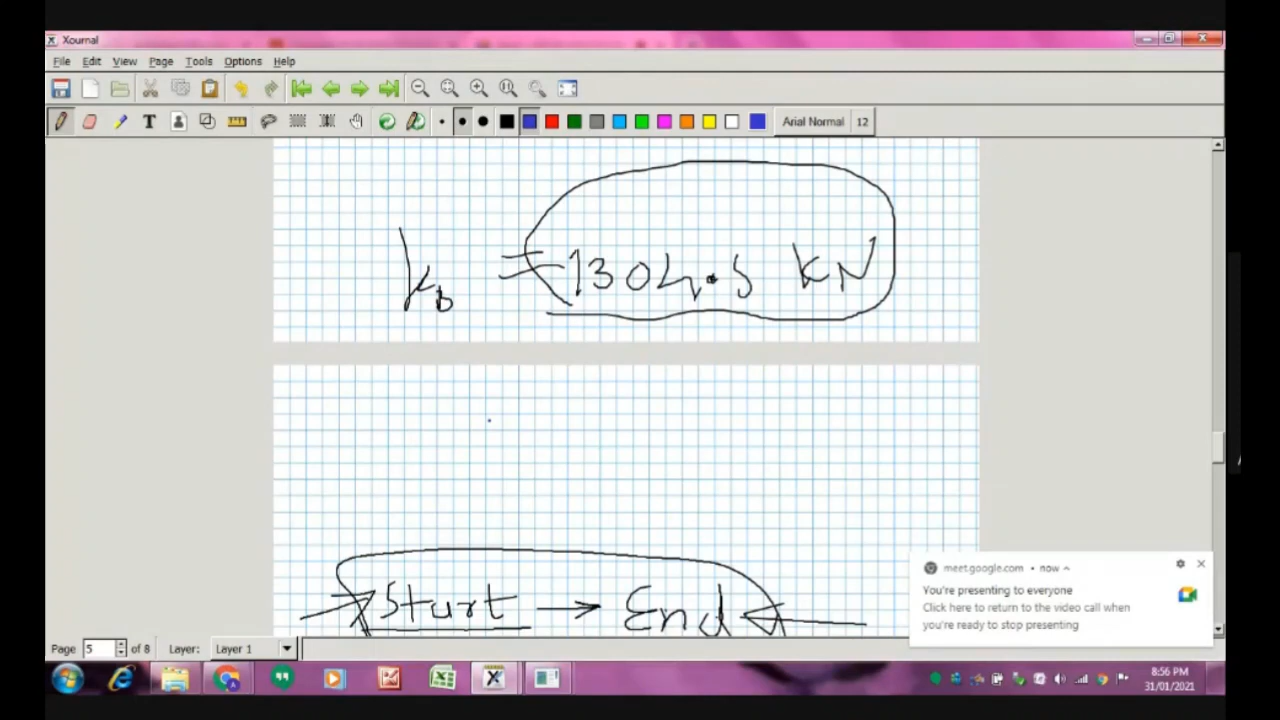 Xournal
File Edit View Page Tools Options Help
Arial Normal 12
= 1304.5 kN
Start → End
meet.google.com • now
You're presenting to everyone
Click here to return to the video call when
you're ready to stop presenting
Page 5 of 8 Layer: Layer 1
8:56 PM
31/01/2021